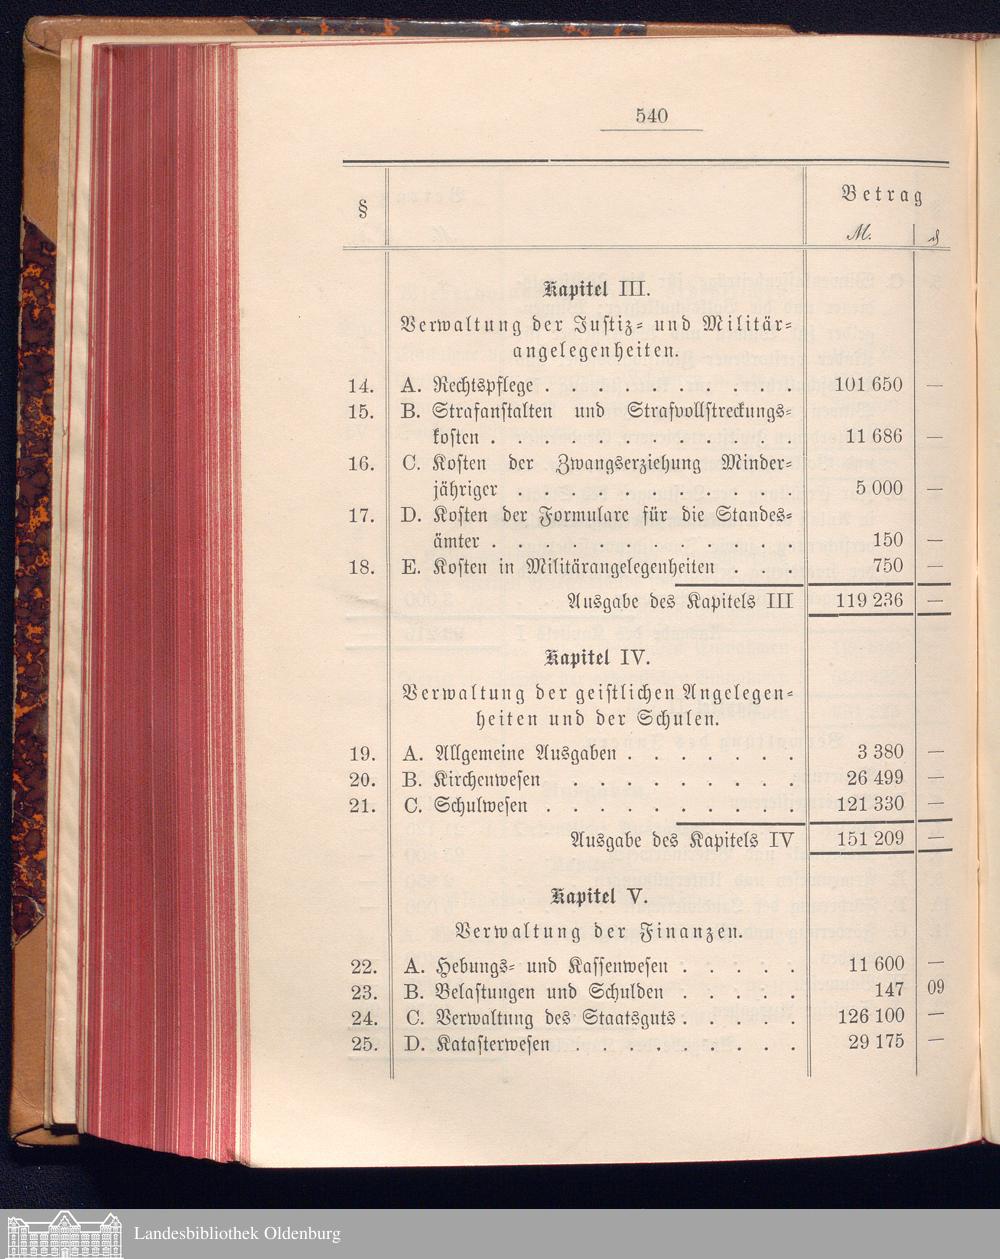 540
§ Betrag
M. ₰
Kapitel III.
Verwaltung der Justiz- und Militär-
angelegenheiten.
14. A. Rechtspflege . . . . . . . . . . 101 650 —
15. B. Strafanstalten und Strafvollstreckungs-
kosten . . . . . . . . . . . 11 686 —
16. C. Kosten der Zwangserziehung Minder-
jähriger . . . . . . . . . . . 5 000 —
17. D. Kosten der Formulare für die Standes-
ämter . . . . . . . . . . . . 150 —
18. E. Kosten in Militärangelegenheiten . . . 750 —
Ausgabe des Kapitels III 119 236 —
Kapitel IV.
Verwaltung der geistlichen Angelegen-
heiten und der Schulen.
19. A. Allgemeine Ausgaben . . . . . . . 3 380 —
20. B. Kirchenwesen . . . . . . . . . 26 499 —
21. C. Schulwesen . . . . . . . . . . 121 330 —
Ausgabe des Kapitels IV 151 209 —
Kapitel V.
Verwaltung der Finanzen.
22. A. Hebungs- und Kassenwesen . . . . . 11 600 —
23. B. Belastungen und Schulden . . . . . 147 09
24. C. Verwaltung des Staatsguts . . . . . 126 100 —
25. D. Katasterwesen . . . . . . . . . 29 175 —
Landesbibliothek Oldenburg